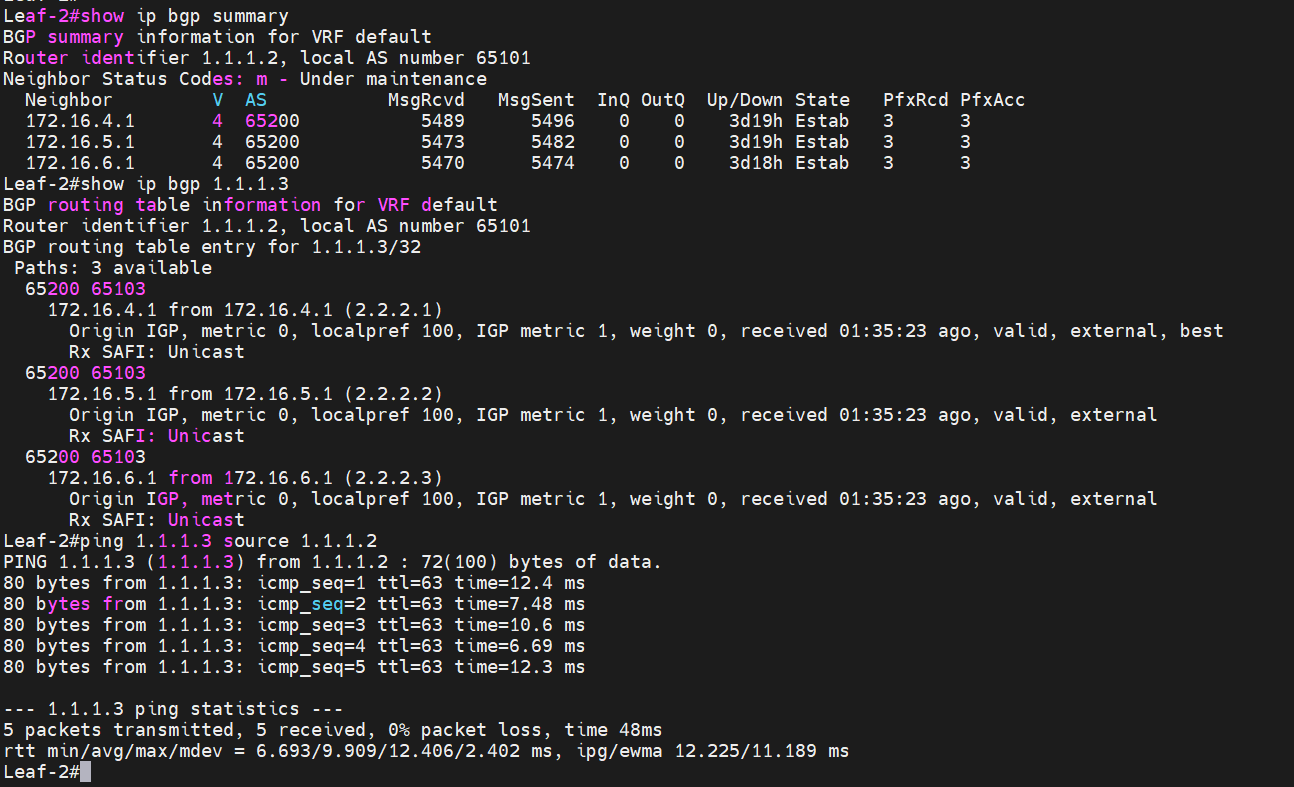 Leaf-2#show ip bgp summary
BGP summary information for VRF default
Router identifier 1.1.1.2, local AS number 65101
Neighbor Status Codes: m - Under maintenance
  Neighbor         V  AS           MsgRcvd   MsgSent  InQ OutQ  Up/Down State   PfxRcd PfxAcc
  172.16.4.1       4  65200           5489      5496    0    0    3d19h Estab   3      3
  172.16.5.1       4  65200           5473      5482    0    0    3d19h Estab   3      3
  172.16.6.1       4  65200           5470      5474    0    0    3d18h Estab   3      3
Leaf-2#show ip bgp 1.1.1.3
BGP routing table information for VRF default
Router identifier 1.1.1.2, local AS number 65101
BGP routing table entry for 1.1.1.3/32
 Paths: 3 available
  65200 65103
    172.16.4.1 from 172.16.4.1 (2.2.2.1)
      Origin IGP, metric 0, localpref 100, IGP metric 1, weight 0, received 01:35:23 ago, valid, external, best
      Rx SAFI: Unicast
  65200 65103
    172.16.5.1 from 172.16.5.1 (2.2.2.2)
      Origin IGP, metric 0, localpref 100, IGP metric 1, weight 0, received 01:35:23 ago, valid, external
      Rx SAFI: Unicast
  65200 65103
    172.16.6.1 from 172.16.6.1 (2.2.2.3)
      Origin IGP, metric 0, localpref 100, IGP metric 1, weight 0, received 01:35:23 ago, valid, external
      Rx SAFI: Unicast
Leaf-2#ping 1.1.1.3 source 1.1.1.2
PING 1.1.1.3 (1.1.1.3) from 1.1.1.2 : 72(100) bytes of data.
80 bytes from 1.1.1.3: icmp_seq=1 ttl=63 time=12.4 ms
80 bytes from 1.1.1.3: icmp_seq=2 ttl=63 time=7.48 ms
80 bytes from 1.1.1.3: icmp_seq=3 ttl=63 time=10.6 ms
80 bytes from 1.1.1.3: icmp_seq=4 ttl=63 time=6.69 ms
80 bytes from 1.1.1.3: icmp_seq=5 ttl=63 time=12.3 ms

--- 1.1.1.3 ping statistics ---
5 packets transmitted, 5 received, 0% packet loss, time 48ms
rtt min/avg/max/mdev = 6.693/9.909/12.406/2.402 ms, ipg/ewma 12.225/11.189 ms
Leaf-2#